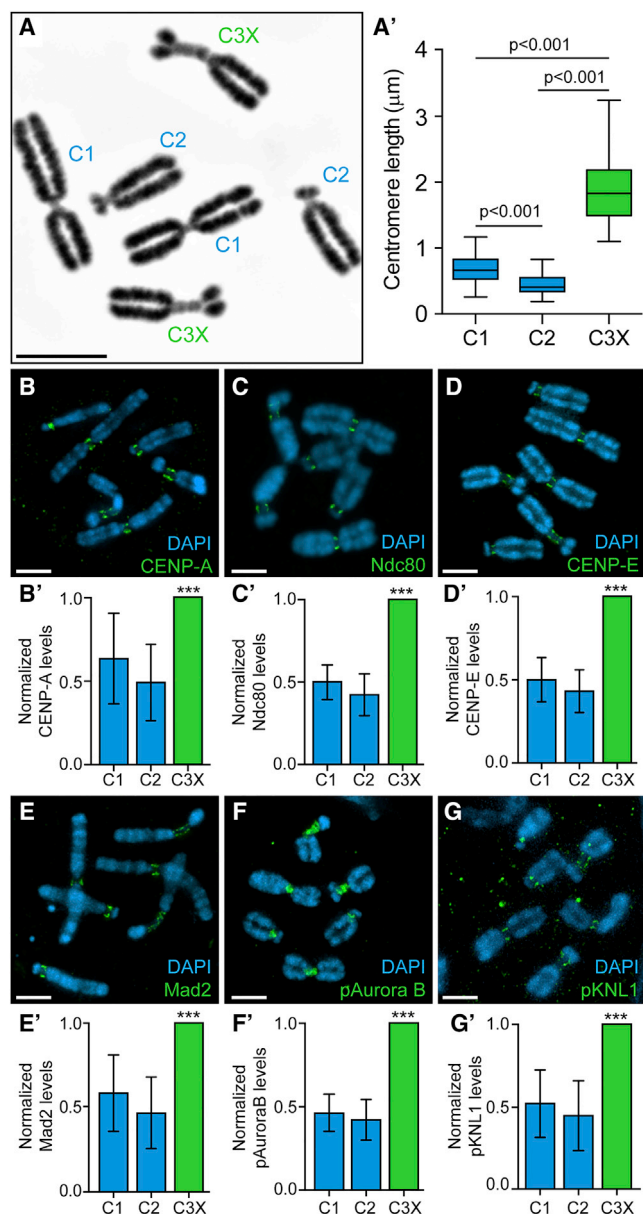 A
C3X
C1
C2
C2
C1
C3X
A'
Centromere length (μm)
4
3
2
1
0
p<0.001
p<0.001
p<0.001
C1 C2 C3X
B
DAPI
CENP-A
C
DAPI
Ndc80
D
DAPI
CENP-E
B'
Normalized
CENP-A levels
1.0
0.5
0.0
***
C1 C2 C3X
C'
Normalized
Ndc80 levels
1.0
0.5
0.0
***
C1 C2 C3X
D'
Normalized
CENP-E levels
1.0
0.5
0.0
***
C1 C2 C3X
E
DAPI
Mad2
F
DAPI
pAurora B
G
DAPI
pKNL1
E'
Normalized
Mad2 levels
1.0
0.5
0.0
***
C1 C2 C3X
F'
Normalized
pAuroraB levels
1.0
0.5
0.0
***
C1 C2 C3X
G'
Normalized
pKNL1 levels
1.0
0.5
0.0
***
C1 C2 C3X